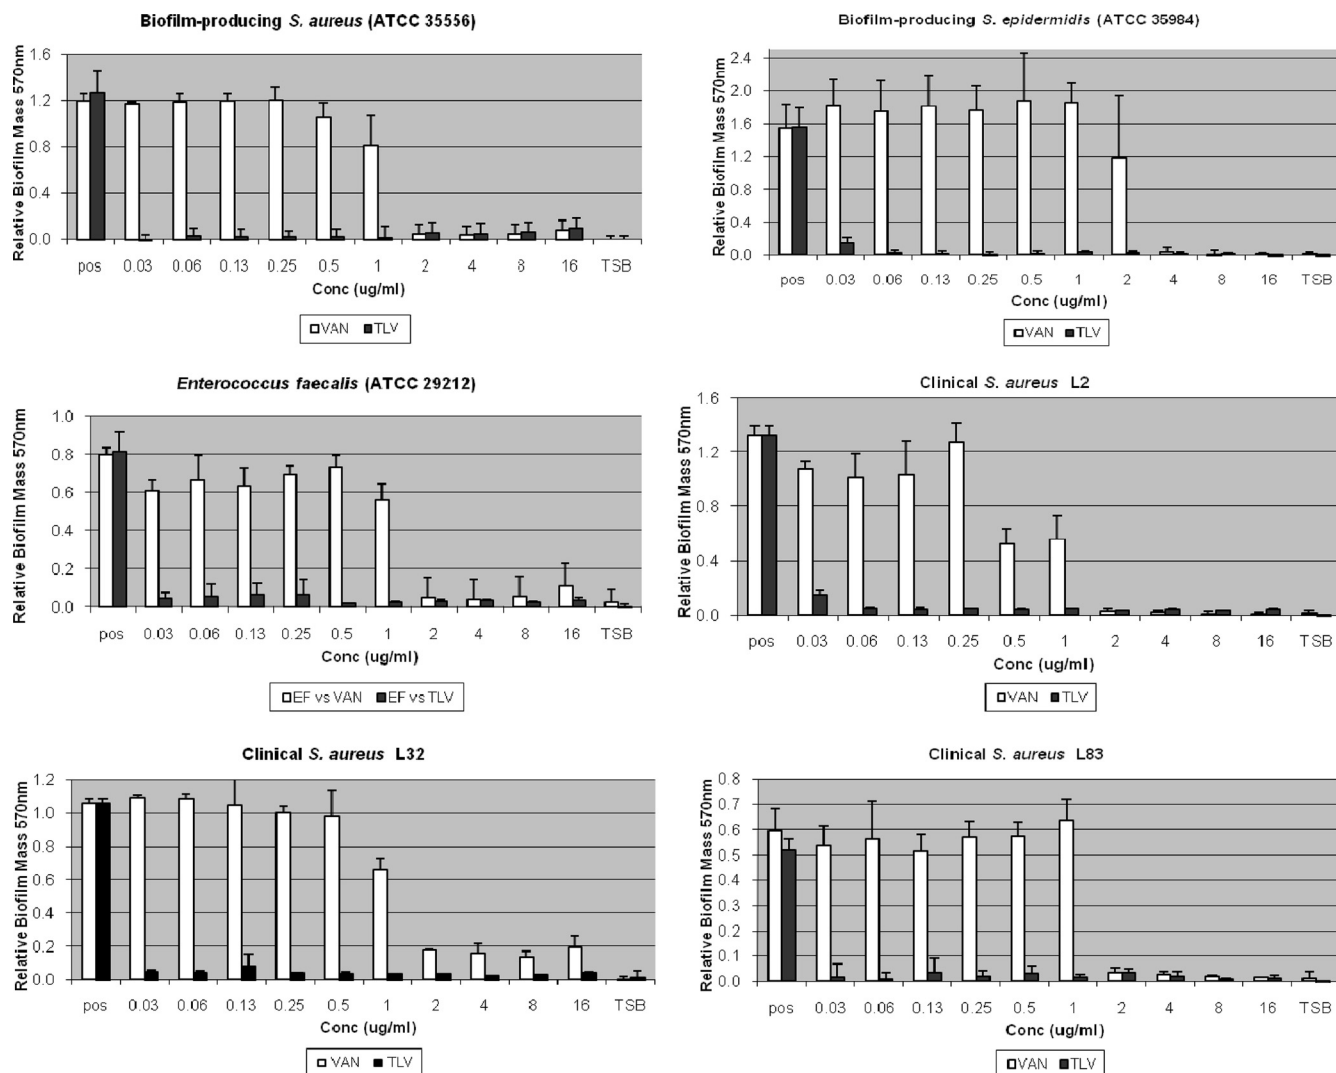 Biofilm-producing S. aureus (ATCC 35556)
Relative Biofilm Mass 570nm
1.6
1.2
0.8
0.4
0.0
pos 0.03 0.06 0.13 0.25 0.5 1 2 4 8 16 TSB
Conc (ug/ml)
VAN TLV
Biofilm-producing S. epidermidis (ATCC 35984)
Relative Biofilm Mass 570nm
2.4
2.0
1.6
1.2
0.8
0.4
0.0
pos 0.03 0.06 0.13 0.25 0.5 1 2 4 8 16 TSB
Conc (ug/ml)
VAN TLV
Enterococcus faecalis (ATCC 29212)
Relative Biofilm Mass 570nm
1.0
0.8
0.6
0.4
0.2
0.0
pos 0.03 0.06 0.13 0.25 0.5 1 2 4 8 16 TSB
Conc (ug/ml)
EF vs VAN EF vs TLV
Clinical S. aureus L2
Relative Biofilm Mass 570nm
1.6
1.2
0.8
0.4
0.0
pos 0.03 0.06 0.13 0.25 0.5 1 2 4 8 16 TSB
Conc (ug/ml)
VAN TLV
Clinical S. aureus L32
Relative Biofilm Mass 570nm
1.2
1.0
0.8
0.6
0.4
0.2
0.0
pos 0.03 0.06 0.13 0.25 0.5 1 2 4 8 16 TSB
Conc (ug/ml)
VAN TLV
Clinical S. aureus L83
Relative Biofilm Mass 570nm
0.8
0.7
0.6
0.5
0.4
0.3
0.2
0.1
0.0
pos 0.03 0.06 0.13 0.25 0.5 1 2 4 8 16 TSB
Conc (ug/ml)
VAN TLV